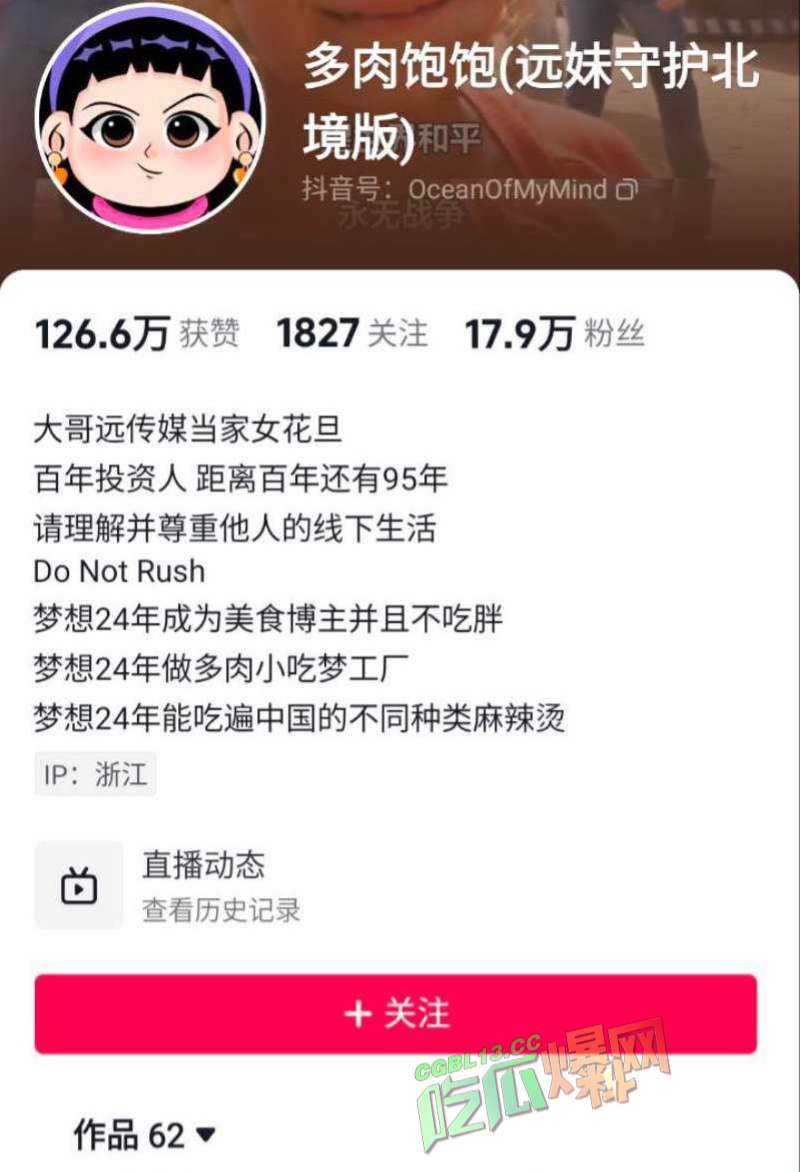 多肉饱饱(远妹守护北
境版)
和平
抖音号：OceanOfMyMind
永无战争
126.6万 获赞 1827 关注 17.9万 粉丝
大哥远传媒当家女花旦
百年投资人 距离百年还有95年
请理解并尊重他人的线下生活
Do Not Rush
梦想24年成为美食博主并且不吃胖
梦想24年做多肉小吃梦工厂
梦想24年能吃遍中国的不同种类麻辣烫
IP：浙江
直播动态
查看历史记录
+ 关注
CGBL13.CC
吃瓜爆网
作品 62